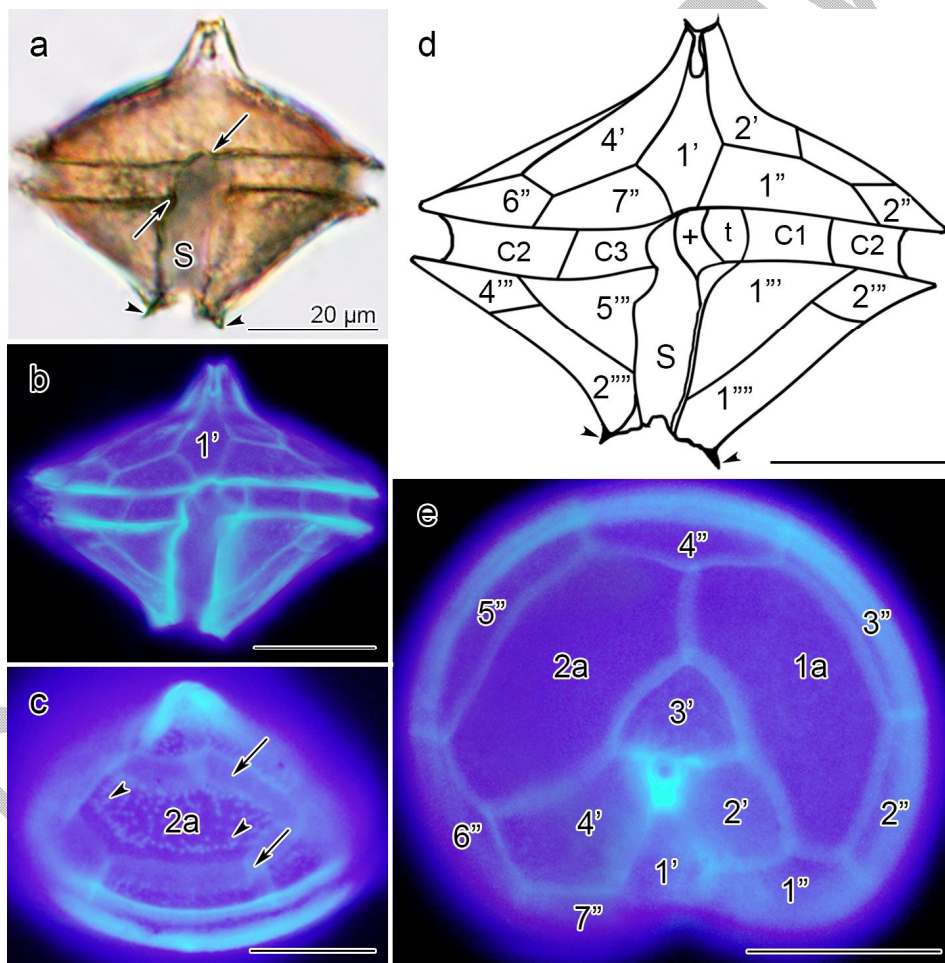 a
S
20 µm
b
1’
c
2a
d
4’
2’
1’
6”
7”
1”
2”
C2
C3
+
t
C1
C2
4”’
5”’
1”’
2”’
S
2””
1””
e
4”
5”
3”
2a
1a
3’
4’
2’
2”
6”
1’
1”
7”